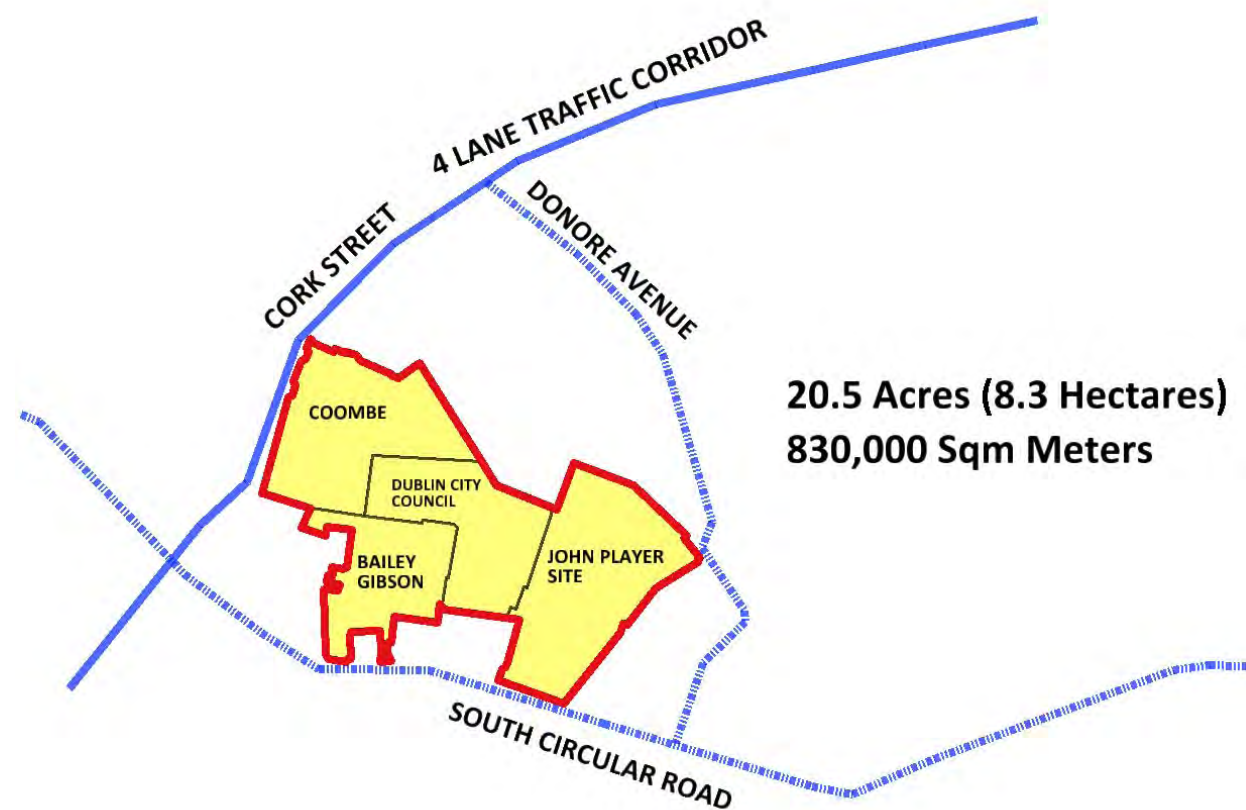 4 LANE TRAFFIC CORRIDOR
CORK STREET
DONORE AVENUE
COOMBE
DUBLIN CITY
COUNCIL
BAILEY
GIBSON
JOHN PLAYER
SITE
20.5 Acres (8.3 Hectares)
830,000 Sqm Meters
SOUTH CIRCULAR ROAD